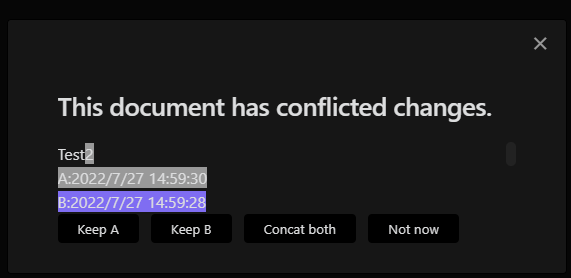 This document has conflicted changes.
Test2
A:2022/7/27 14:59:30
B:2022/7/27 14:59:28
Keep A Keep B Concat both Not now